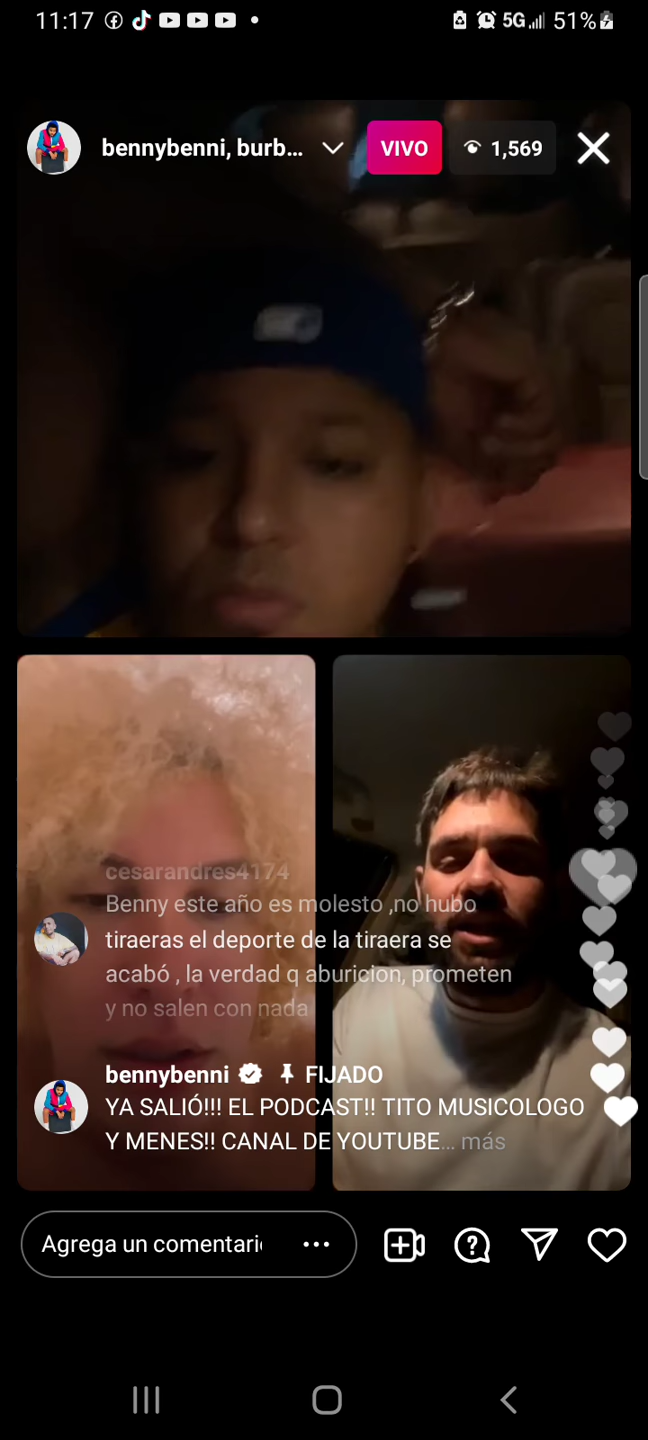 11:17
5G 51%
bennybenni, burb...
VIVO
1,569
cesarandres4174
Benny este año es molesto ,no hubo
tiraeras el deporte de la tiraera se
acabó , la verdad q aburicion, prometen
y no salen con nada
bennybenni FIJADO
YA SALIÓ!!! EL PODCAST!! TITO MUSICOLOGO
Y MENES!! CANAL DE YOUTUBE... más
Agrega un comentari